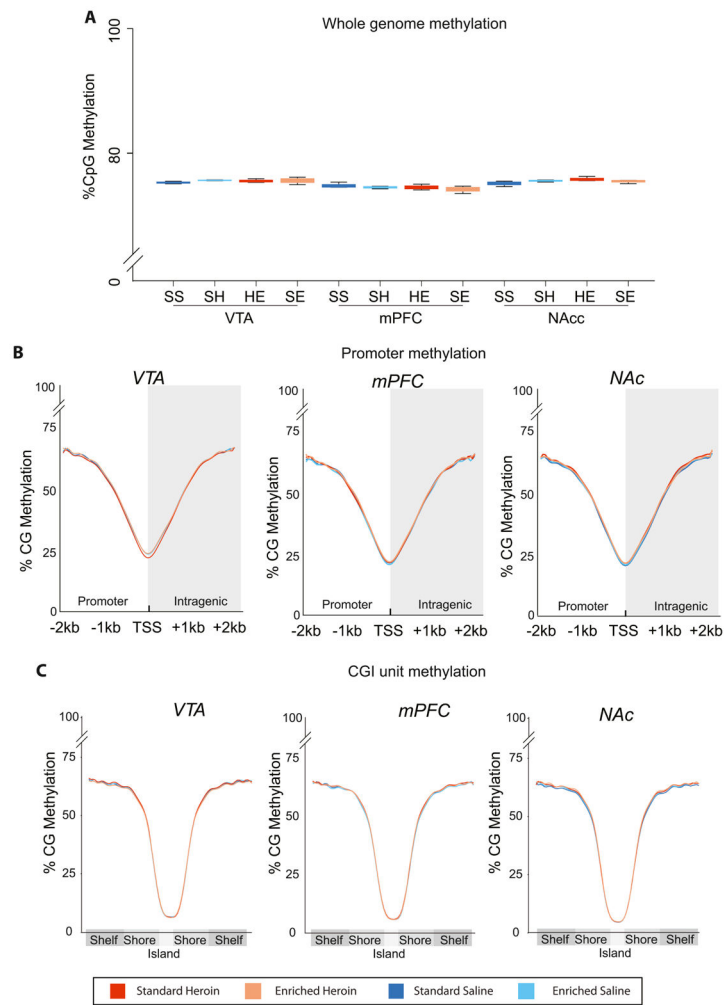 A
Whole genome methylation
100
80
0
%CpG Methylation
SS SH HE SE SS SH HE SE SS SH HE SE
VTA mPFC NAcc
B
Promoter methylation
VTA mPFC NAc
100 100 100
75 75 75
50 50 50
25 25 25
0 0 0
% CG Methylation % CG Methylation % CG Methylation
Promoter Intragenic Promoter Intragenic Promoter Intragenic
-2kb -1kb TSS +1kb +2kb -2kb -1kb TSS +1kb +2kb -2kb -1kb TSS +1kb +2kb
C
CGI unit methylation
VTA mPFC NAc
100 100 100
75 75 75
50 50 50
25 25 25
0 0 0
% CG Methylation % CG Methylation % CG Methylation
Shelf Shore Shore Shelf Shelf Shore Shore Shelf Shelf Shore Shore Shelf
Island Island Island
Standard Heroin Enriched Heroin Standard Saline Enriched Saline